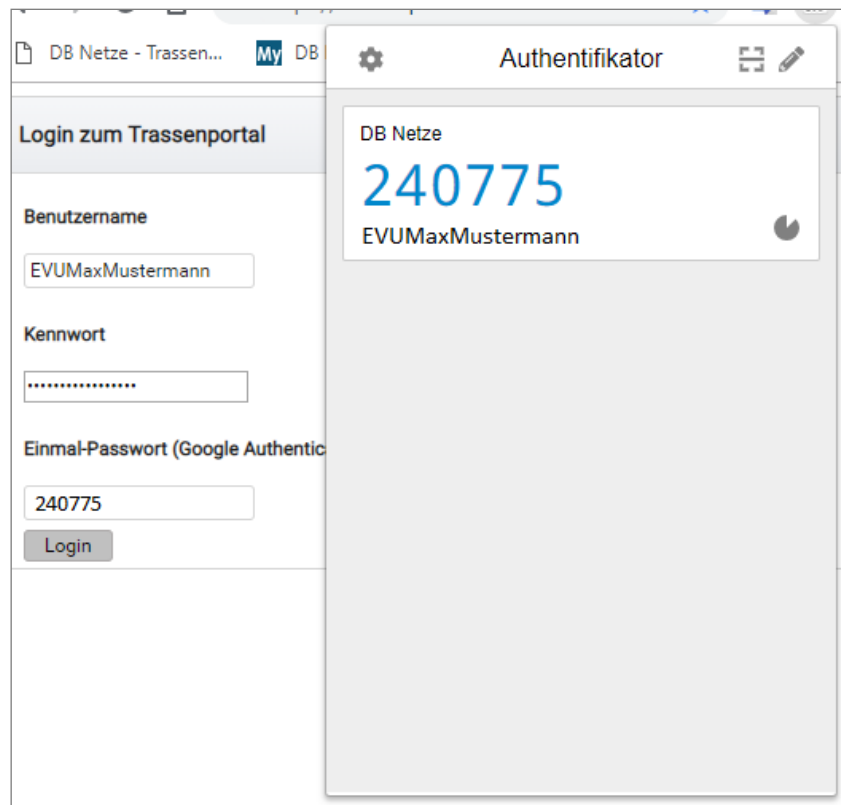 DB Netze - Trassen...
My DB
Login zum Trassenportal
Benutzername
EVUMaxMustermann
Kennwort
•••••••••••••••••
Einmal-Passwort (Google Authentic
240775
Login
Authentifikator
DB Netze
240775
EVUMaxMustermann